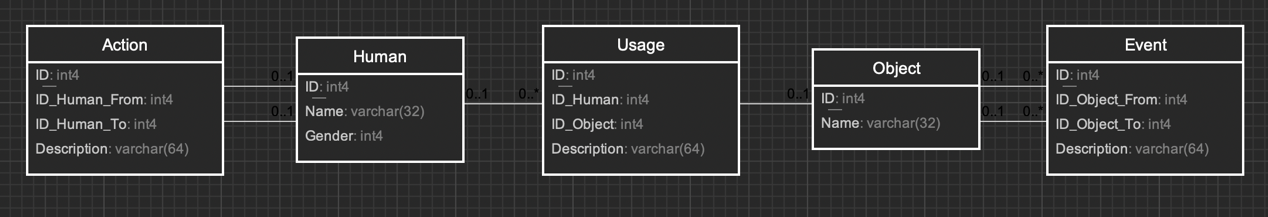 Action
ID: int4
ID_Human_From: int4
ID_Human_To: int4
Description: varchar(64)
0..1
0..1
Human
ID: int4
Name: varchar(32)
Gender: int4
0..1
0..*
Usage
ID: int4
ID_Human: int4
ID_Object: int4
Description: varchar(64)
0..1
Object
ID: int4
Name: varchar(32)
0..1
0..*
0..1
0..*
Event
ID: int4
ID_Object_From: int4
ID_Object_To: int4
Description: varchar(64)